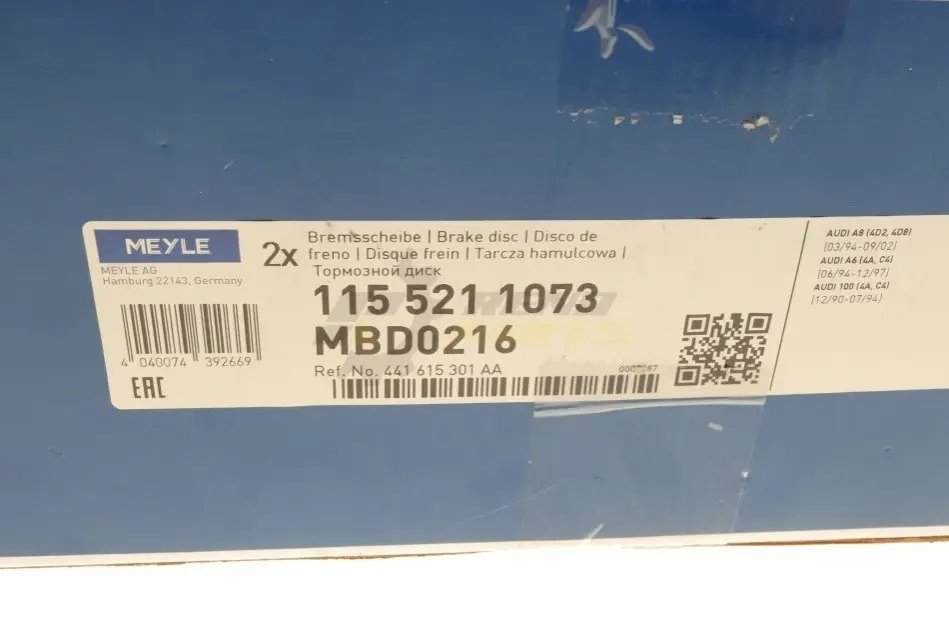 MEYLE
MEYLE AG
Hamburg 22143, Germany
4 040074 392669
EAC
2x
Bremsscheibe | Brake disc | Disco de
freno | Disque frein | Tarcza hamulcowa |
Тормозной диск
115 521 1073
MBD0216
Ref. No. 441 615 301 AA
AUDI A8 (4D2, 4D8)
(03/94-09/02)
AUDI A6 (4A, C4)
(06/94-12/97)
AUDI 100 (4A, C4)
(12/90-07/94)